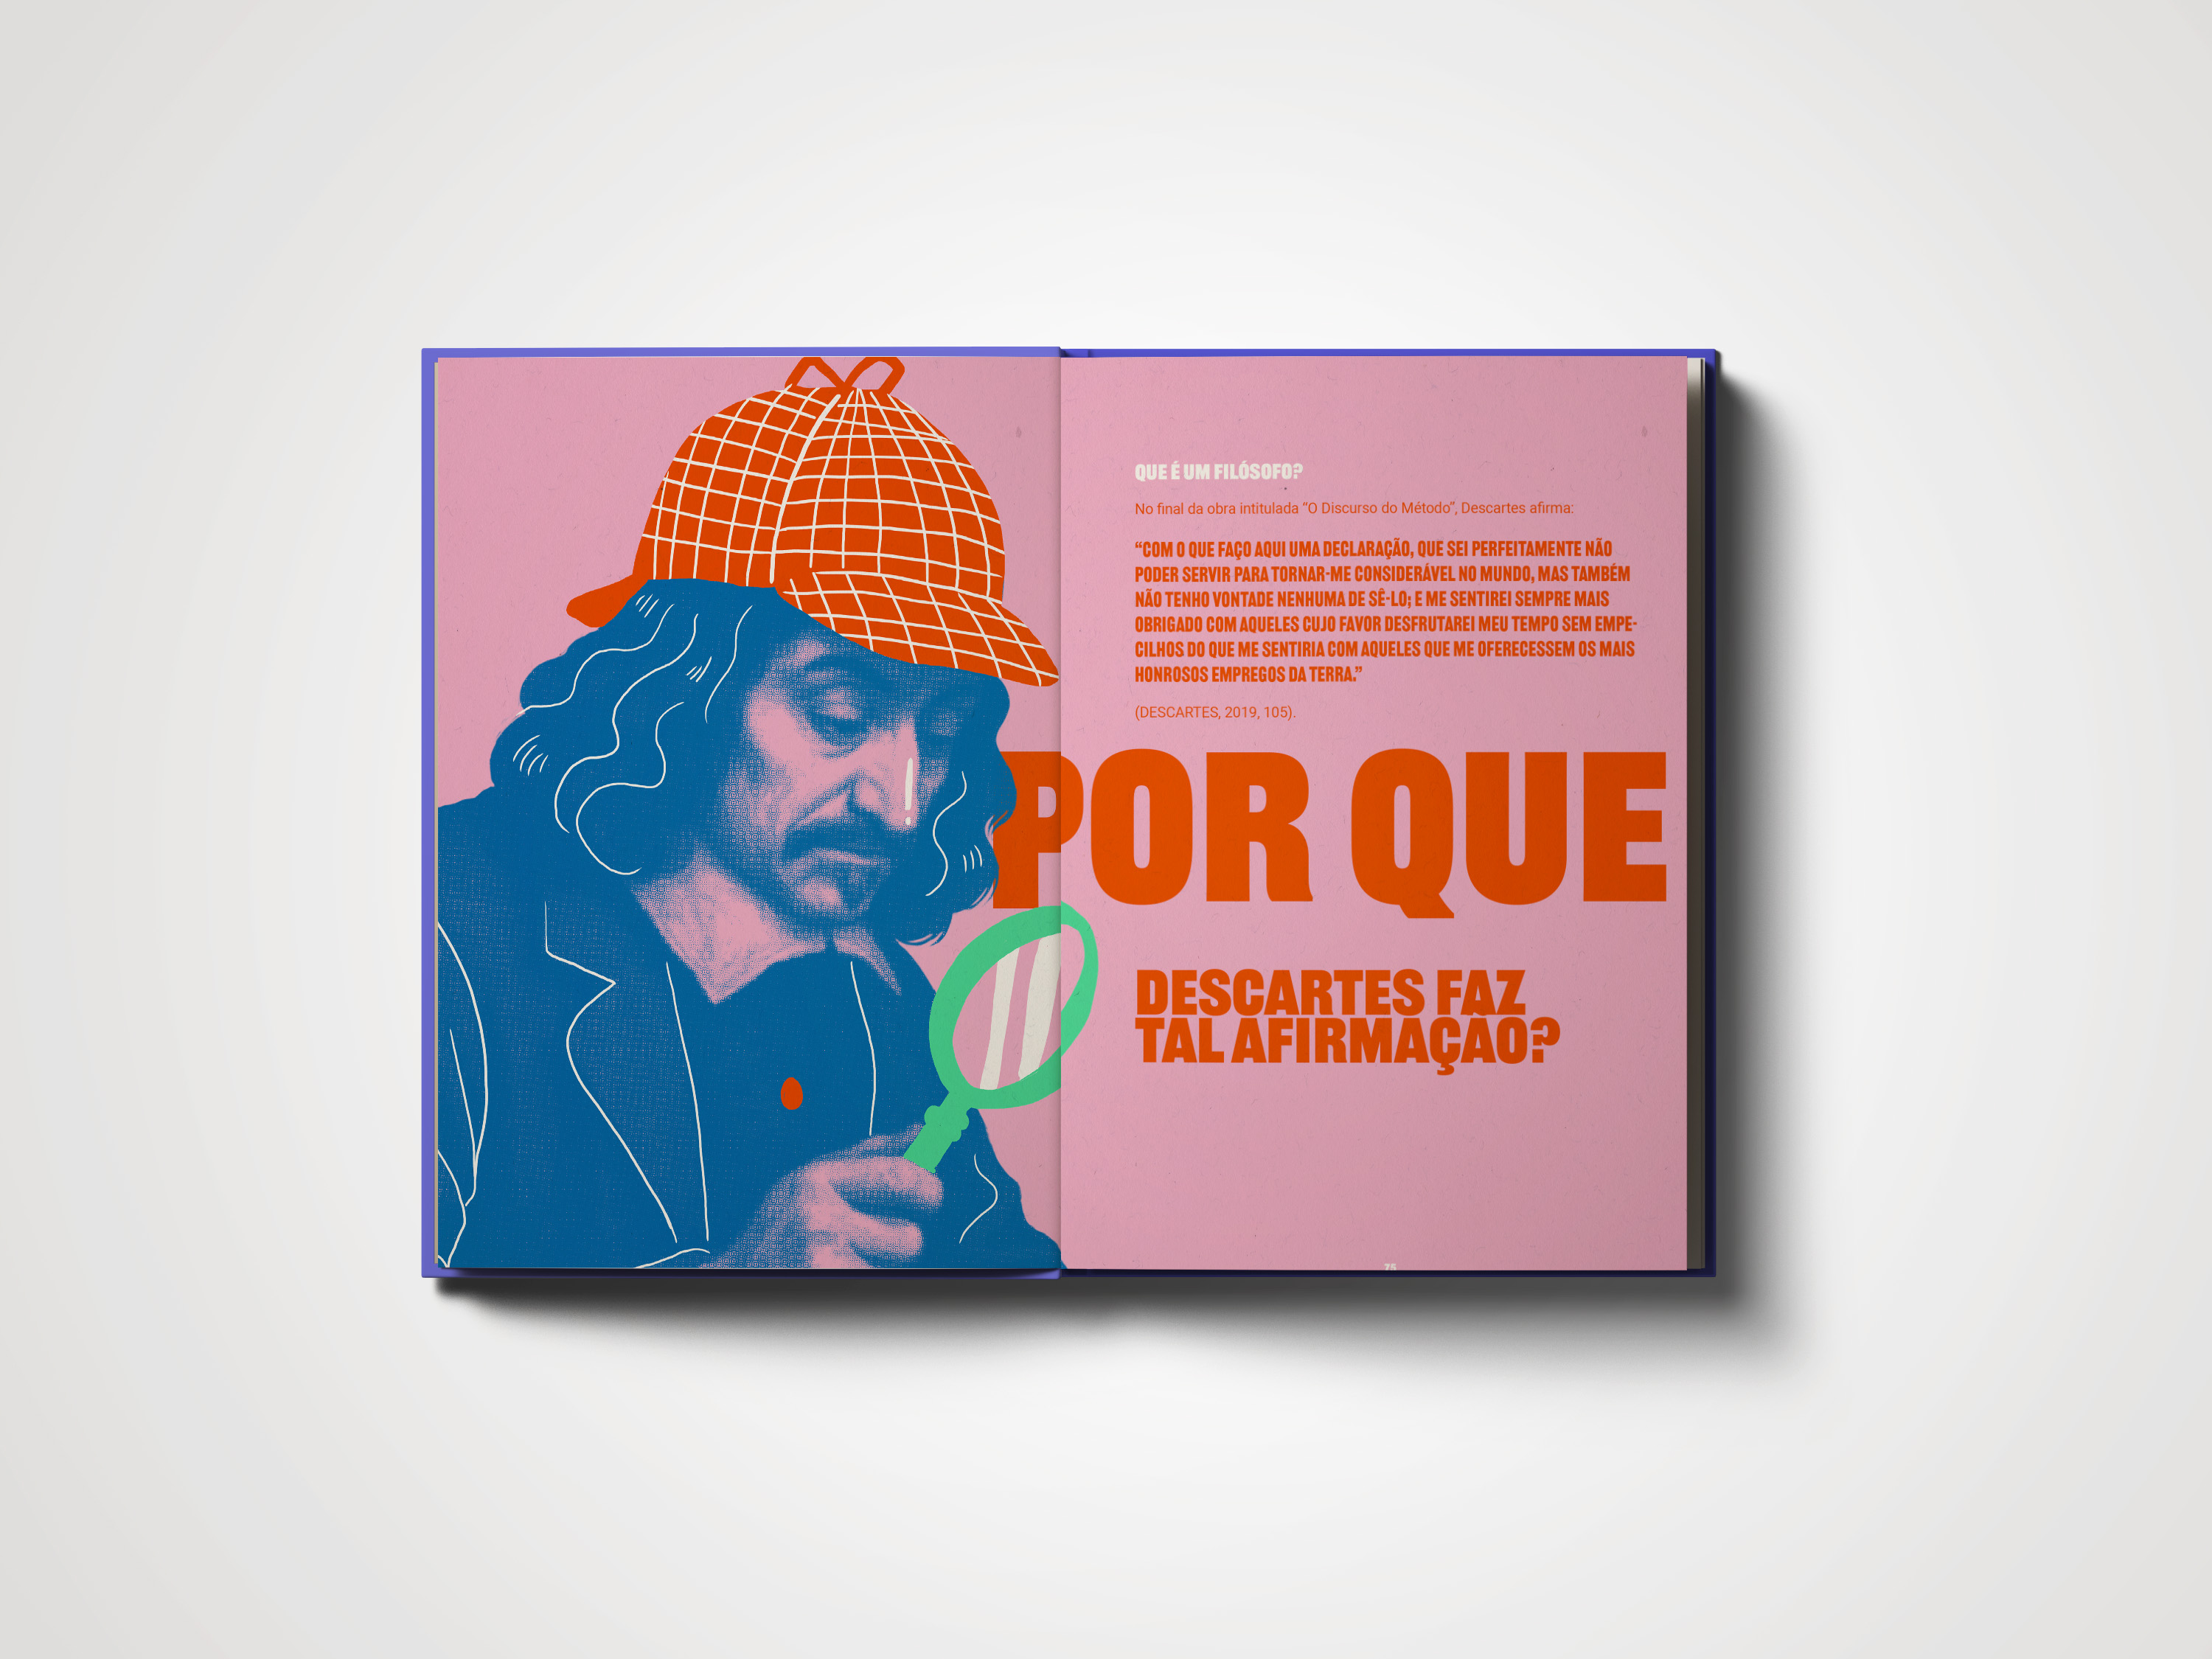 QUE É UM FILÓSOFO?
No final da obra intitulada “O Discurso do Método”, Descartes afirma:
“COM O QUE FAÇO AQUI UMA DECLARAÇÃO, QUE SEI PERFEITAMENTE NÃO
PODER SERVIR PARA TORNAR-ME CONSIDERÁVEL NO MUNDO, MAS TAMBÉM
NÃO TENHO VONTADE NENHUMA DE SÊ-LO; E ME SENTIREI SEMPRE MAIS
OBRIGADO COM AQUELES CUJO FAVOR DESFRUTAREI MEU TEMPO SEM EMPE-
CILHOS DO QUE ME SENTIRIA COM AQUELES QUE ME OFERECESSEM OS MAIS
HONROSOS EMPREGOS DA TERRA.”
(DESCARTES, 2019, 105).
POR QUE
DESCARTES FAZ
TAL AFIRMAÇÃO?
75